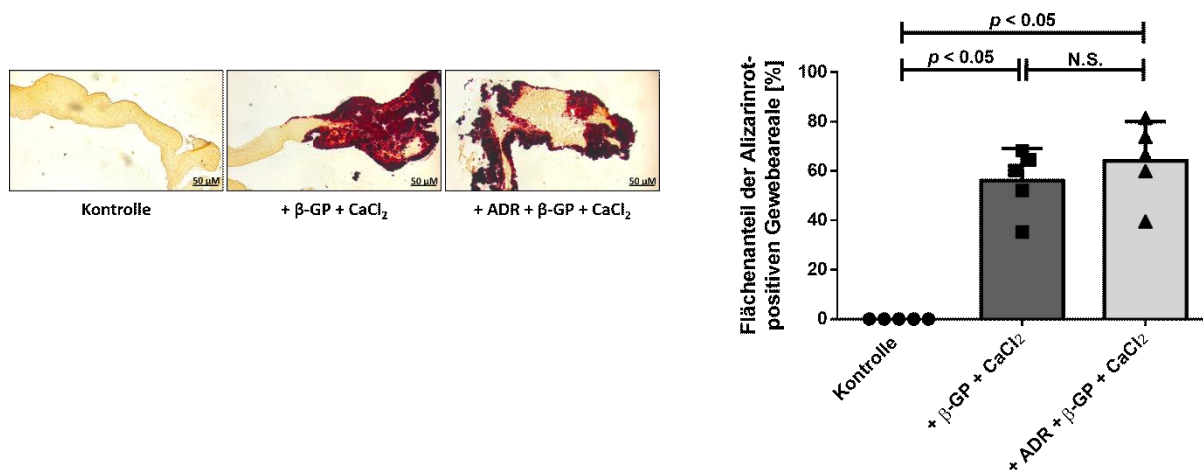 50 µM
50 µM
50 µM
Kontrolle
+ β-GP + CaCl₂
+ ADR + β-GP + CaCl₂
p < 0.05
p < 0.05
N.S.
Flächenanteil der Alizarinrot-
positiven Gewebeareale [%]
100
80
60
40
20
0
Kontrolle
+ β-GP + CaCl₂
+ ADR + β-GP + CaCl₂